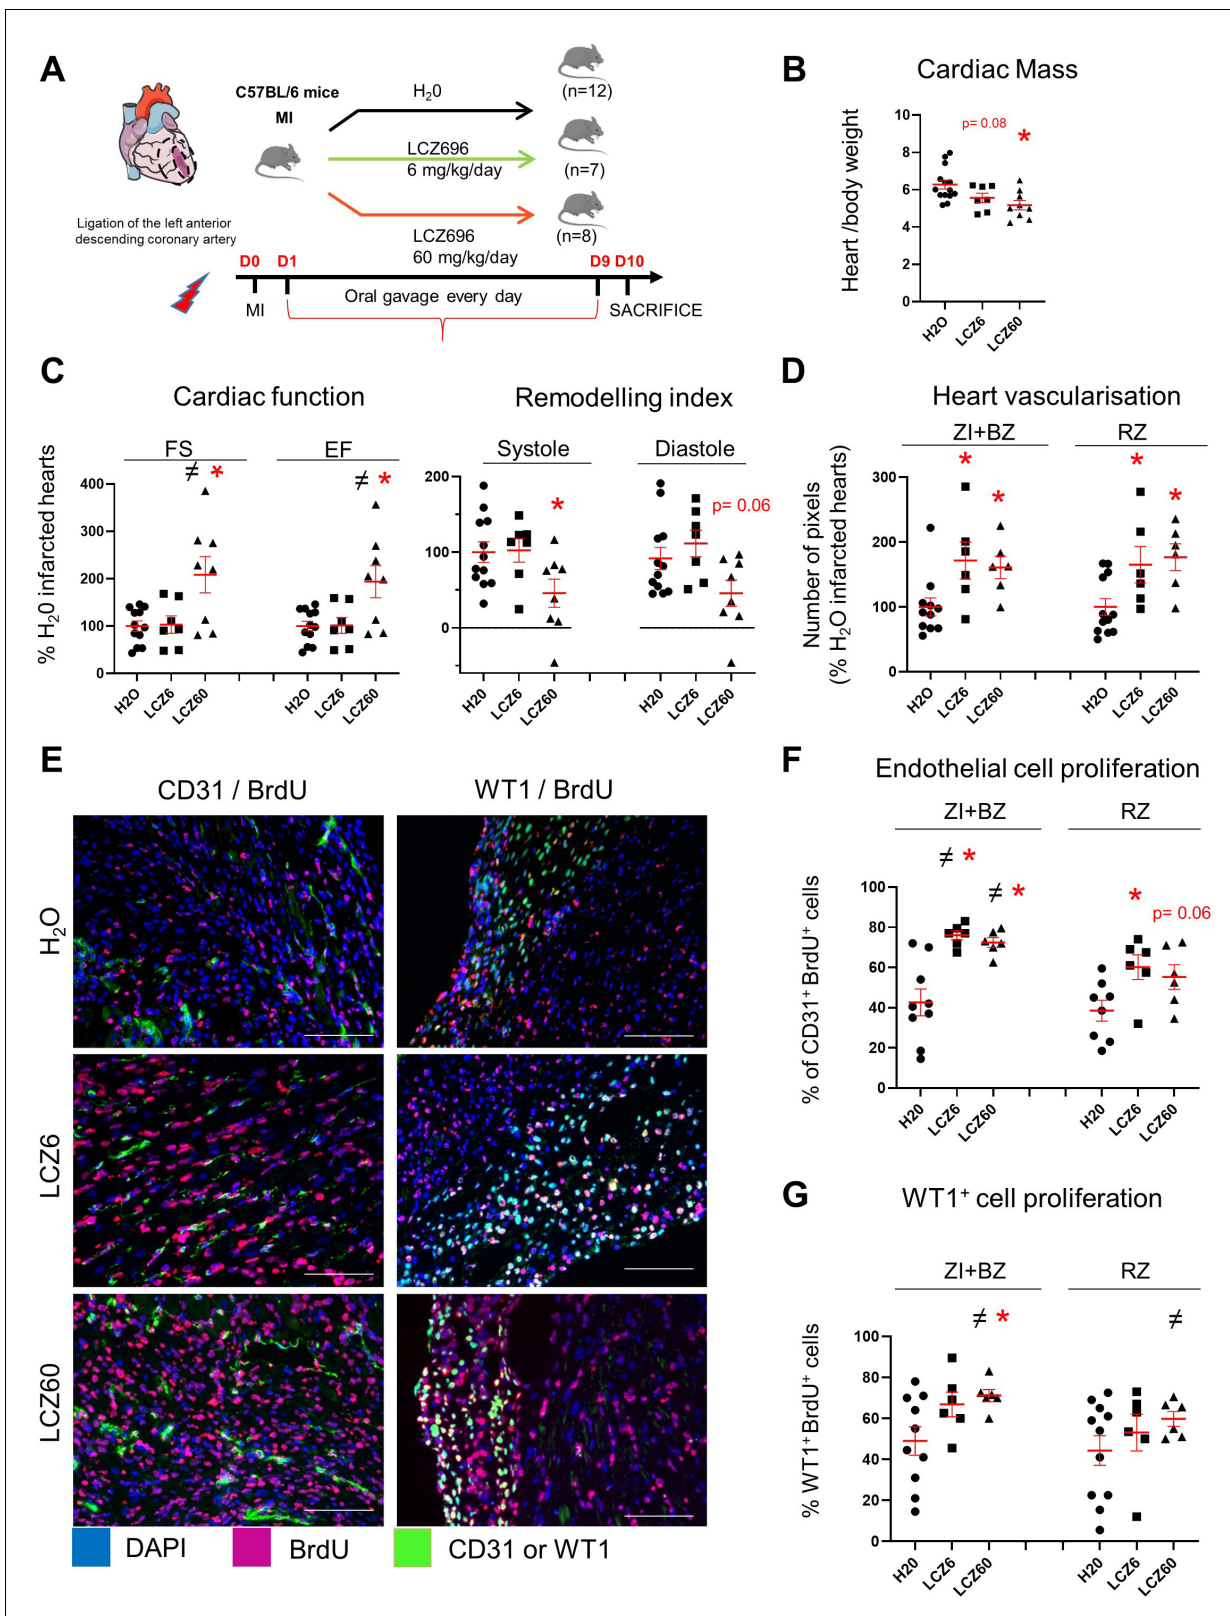 A
C57BL/6 mice
MI
H20
(n=12)
LCZ696
6 mg/kg/day
(n=7)
LCZ696
60 mg/kg/day
(n=8)
Ligation of the left anterior
descending coronary artery
D0 D1 D9 D10
MI Oral gavage every day SACRIFICE
B
Cardiac Mass
Heart /body weight
10
8
6
4
2
0
p= 0.08 *
H2O LCZ6 LCZ60
C
Cardiac function
FS EF
≠ * ≠ *
% H20 infarcted hearts
400
300
200
100
0
H2O LCZ6 LCZ60 H2O LCZ6 LCZ60
Remodelling index
Systole Diastole
* p= 0.06
200
100
0
H20 LCZ6 LCZ60 H20 LCZ6 LCZ60
D
Heart vascularisation
ZI+BZ RZ
* * * *
Number of pixels
(% H2O infarcted hearts)
300
200
100
0
H2O LCZ6 LCZ60 H2O LCZ6 LCZ60
E
CD31 / BrdU WT1 / BrdU
H2O
LCZ6
LCZ60
DAPI BrdU CD31 or WT1
F
Endothelial cell proliferation
ZI+BZ RZ
≠ * ≠ * * p= 0.06
% of CD31+ BrdU+ cells
100
80
60
40
20
0
H20 LCZ6 LCZ60 H20 LCZ6 LCZ60
G
WT1+ cell proliferation
ZI+BZ RZ
≠ * ≠
% WT1+BrdU+ cells
100
80
60
40
20
0
H20 LCZ6 LCZ60 H20 LCZ6 LCZ60